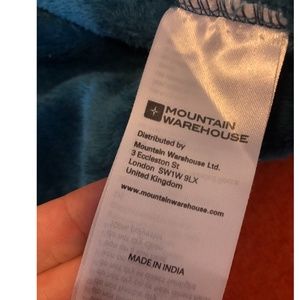 MOUNTAIN
WAREHOUSE
Distributed by
Mountain Warehouse Ltd.
3 Eccleston St
London SW1W 9LX
United Kingdom
www.mountainwarehouse.com
MADE IN INDIA